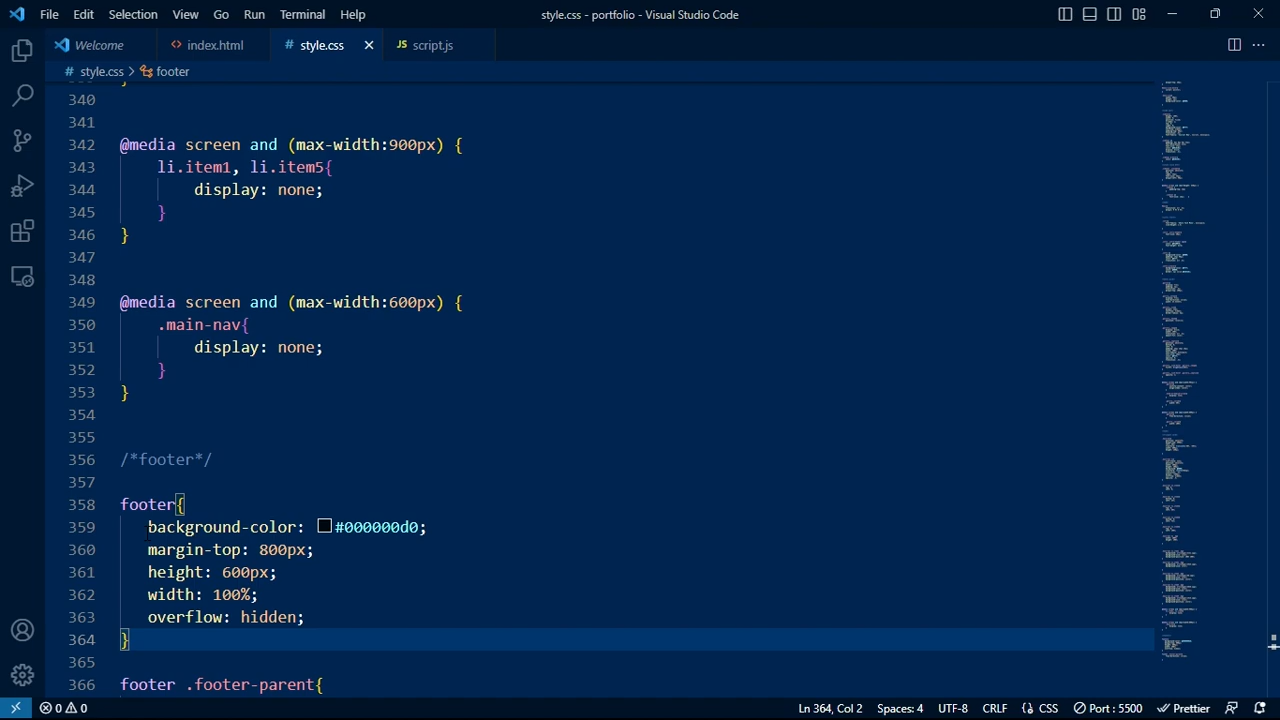 File Edit Selection View Go Run Terminal Help style.css - portfolio - Visual Studio Code
Welcome index.html style.css script.js
style.css footer
340
341
342 @media screen and (max-width:900px) {
343 li.item1, li.item5{
344 display: none;
345 }
346 }
347
348
349 @media screen and (max-width:600px) {
350 .main-nav{
351 display: none;
352 }
353 }
354
355
356 /*footer*/
357
358 footer{
359 background-color: #000000d0;
360 margin-top: 800px;
361 height: 600px;
362 width: 100%;
363 overflow: hidden;
364 }
365
366 footer .footer-parent{
0 0 Ln 364, Col 2 Spaces: 4 UTF-8 CRLF CSS Port : 5500 Prettier